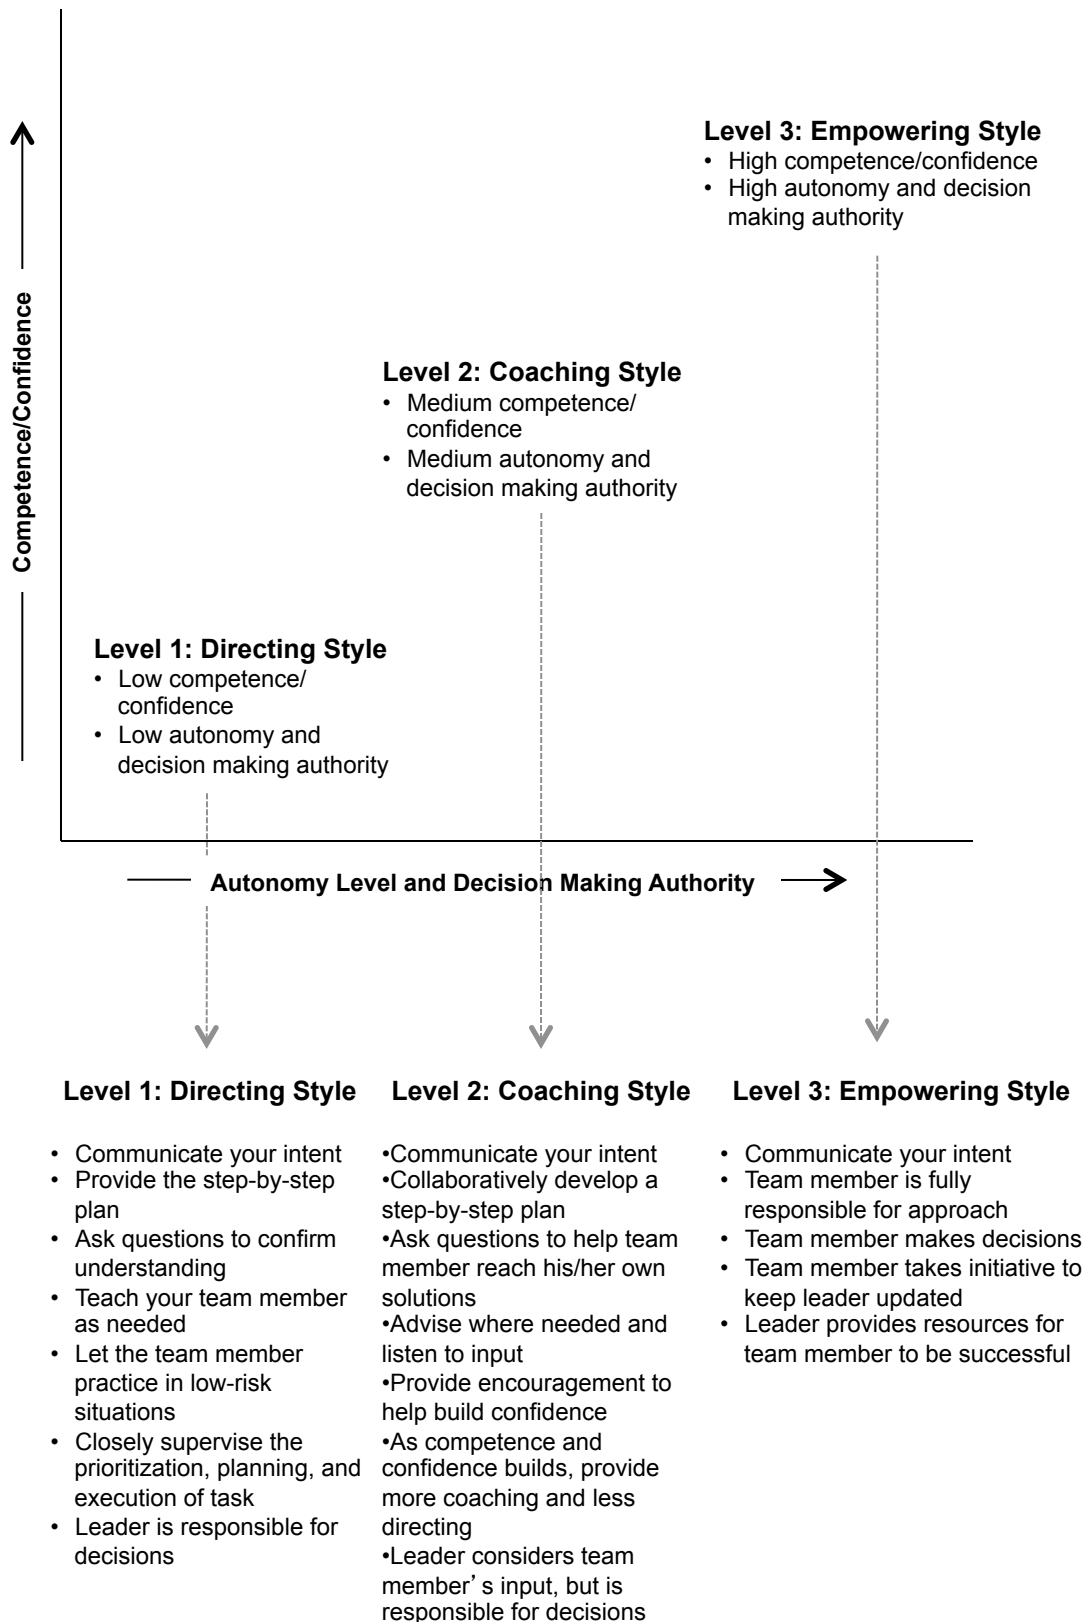 Level 3: Empowering Style
• High competence/confidence
• High autonomy and decision
making authority
Competence/Confidence
Level 2: Coaching Style
• Medium competence/
confidence
• Medium autonomy and
decision making authority
Level 1: Directing Style
• Low competence/
confidence
• Low autonomy and
decision making authority
Autonomy Level and Decision Making Authority
Level 1: Directing Style
• Communicate your intent
• Provide the step-by-step
plan
• Ask questions to confirm
understanding
• Teach your team member
as needed
• Let the team member
practice in low-risk
situations
• Closely supervise the
prioritization, planning, and
execution of task
• Leader is responsible for
decisions
Level 2: Coaching Style
•Communicate your intent
•Collaboratively develop a
step-by-step plan
•Ask questions to help team
member reach his/her own
solutions
•Advise where needed and
listen to input
•Provide encouragement to
help build confidence
•As competence and
confidence builds, provide
more coaching and less
directing
•Leader considers team
member’s input, but is
responsible for decisions
Level 3: Empowering Style
• Communicate your intent
• Team member is fully
responsible for approach
• Team member makes decisions
• Team member takes initiative to
keep leader updated
• Leader provides resources for
team member to be successful